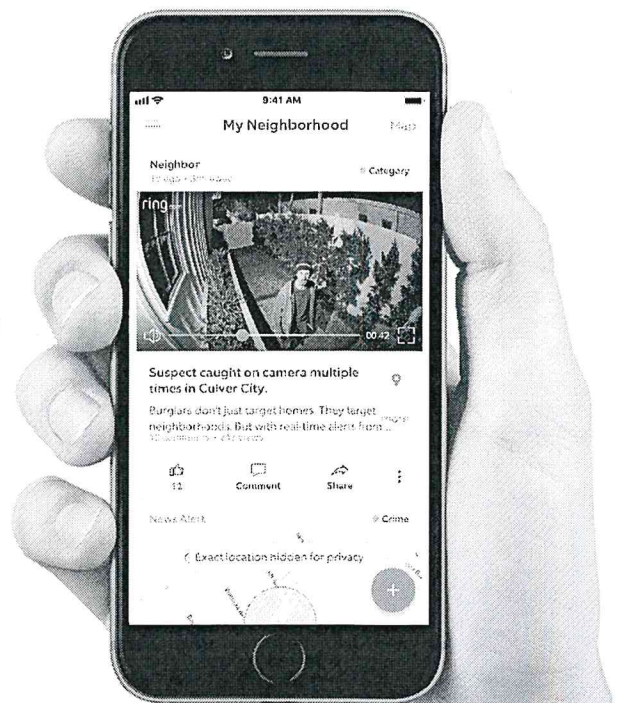 9:41 AM
My Neighborhood Map
Neighbor
Category
ring
00:42
Suspect caught on camera multiple
times in Culver City.
Burglars don't just target homes. They target
neighborhoods. But with real-time alerts from ...
more
12 Comment Share
News Alert Crime
Exact location hidden for privacy